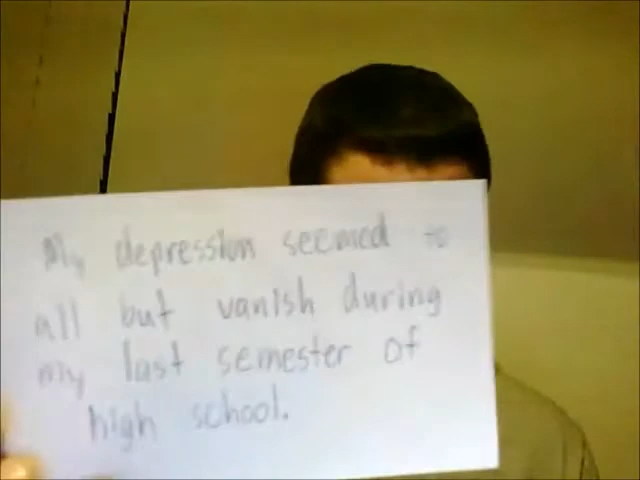 My depression seemed to
all but vanish during
my last semester of
high school.